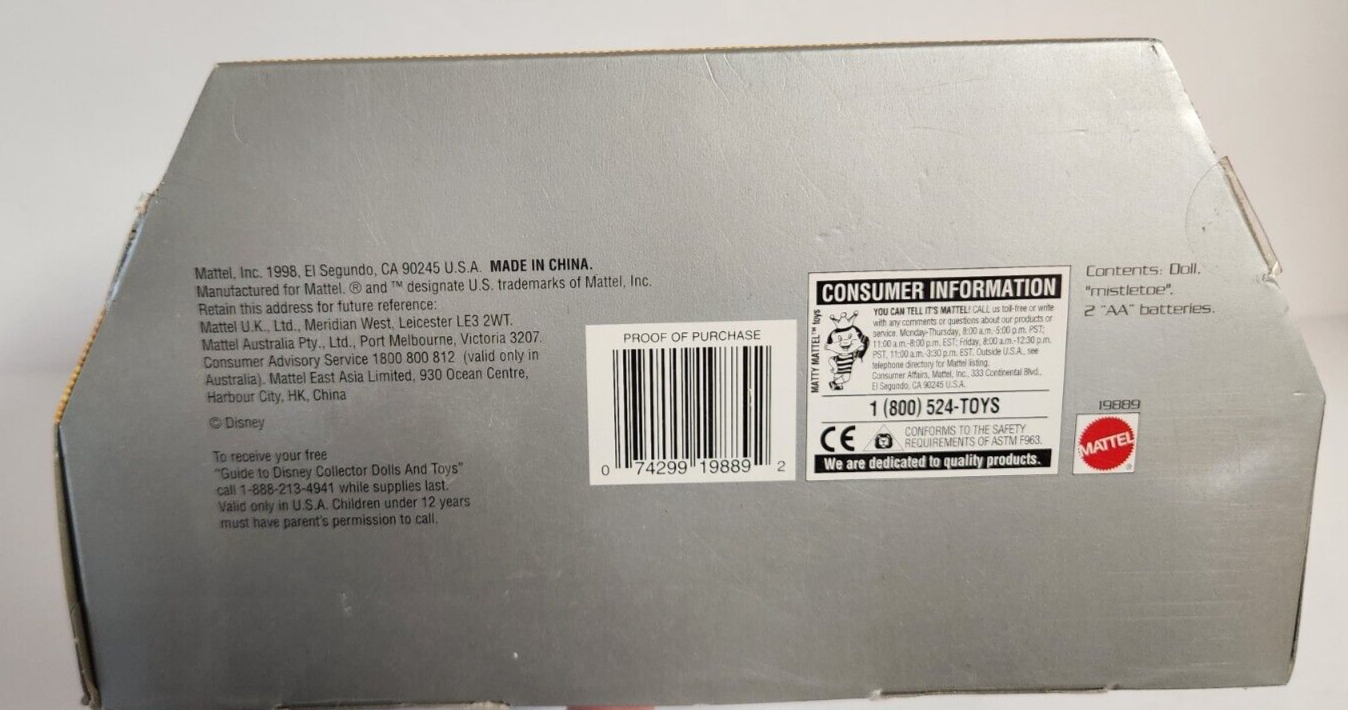 Mattel, Inc. 1998, El Segundo, CA 90245 U.S.A. MADE IN CHINA.
Manufactured for Mattel. ® and ™ designate U.S. trademarks of Mattel, Inc.
Retain this address for future reference:
Mattel U.K., Ltd., Meridian West, Leicester LE3 2WT.
Mattel Australia Pty., Ltd., Port Melbourne, Victoria 3207.
Consumer Advisory Service 1800 800 812 (valid only in
Australia). Mattel East Asia Limited, 930 Ocean Centre,
Harbour City, HK, China
© Disney
To receive your free
"Guide to Disney Collector Dolls And Toys"
call 1-888-213-4941 while supplies last.
Valid only in U.S.A. Children under 12 years
must have parent's permission to call.
PROOF OF PURCHASE
0 74299 19889 2
CONSUMER INFORMATION
MATTY MATTEL™ toys
YOU CAN TELL IT'S MATTEL! CALL us toll-free or write
with any comments or questions about our products or
service. Monday-Thursday, 8:00 a.m.-5:00 p.m. PST;
11:00 a.m.-8:00 p.m. EST; Friday, 8:00 a.m.-12:30 p.m.
PST, 11:00 a.m.-3:30 p.m. EST. Outside U.S.A., see
telephone directory for Mattel listing.
Consumer Affairs, Mattel, Inc., 333 Continental Blvd.,
El Segundo, CA 90245 U.S.A.
1 (800) 524-TOYS
CE
CONFORMS TO THE SAFETY
REQUIREMENTS OF ASTM F963.
We are dedicated to quality products.
Contents: Doll,
"mistletoe",
2 "AA" batteries.
19889
MATTEL
®